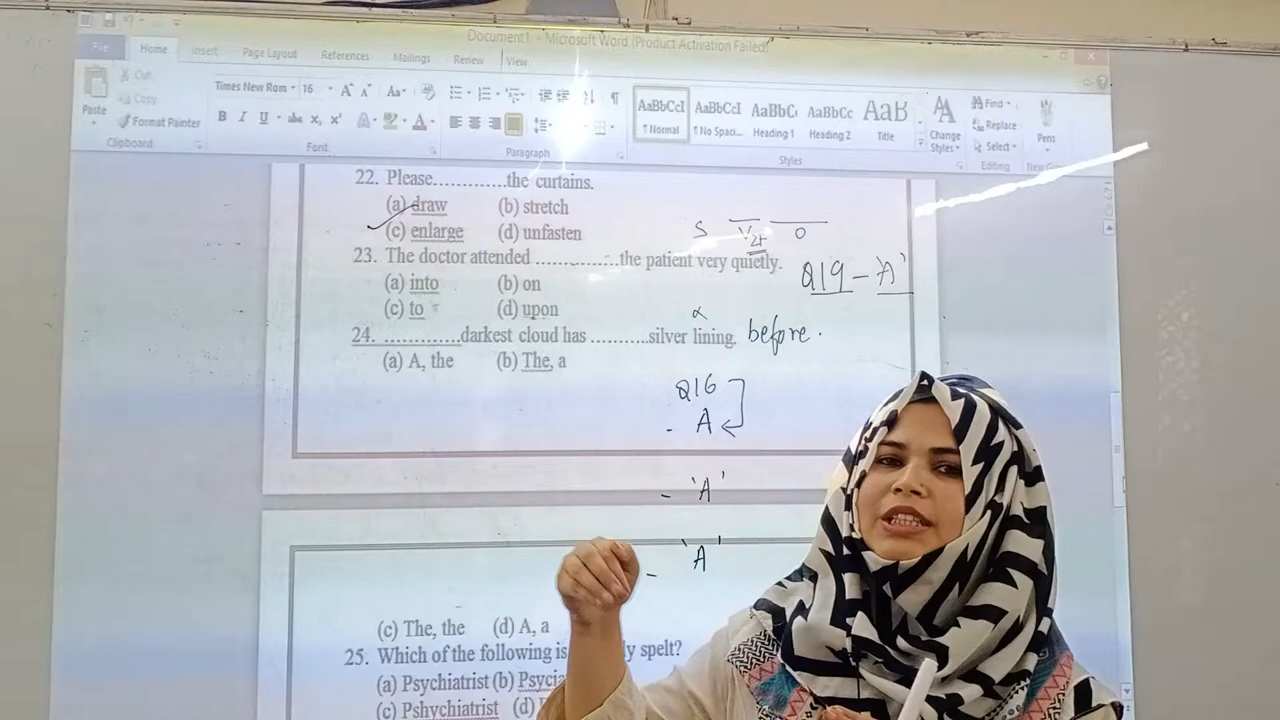 Document1 - Microsoft Word (Product Activation Failed)
File Home Insert Page Layout References Mailings Review View
Cut
Copy
Format Painter
Paste
Clipboard
Times New Rom 16
Font
Paragraph
AaBbCcI AaBbCcI AaBbC AaBbCc AaB
¶ Normal ¶ No Spaci... Heading 1 Heading 2 Title
Styles
Change Styles
Find
Replace
Select
Editing
Pens
22. Please.............the curtains.
(a) draw (b) stretch
(c) enlarge (d) unfasten
S V2+ O
23. The doctor attended ...............the patient very quietly.
Q19 - 'A'
(a) into (b) on
(c) to (d) upon
24. .............darkest cloud has ...........silver lining. before.
(a) A, the (b) The, a
Q16
- A
- 'A'
- 'A'
(c) The, the (d) A, a
25. Which of the following is y spelt?
(a) Psychiatrist (b)
(c) Pshychiatrist (d)